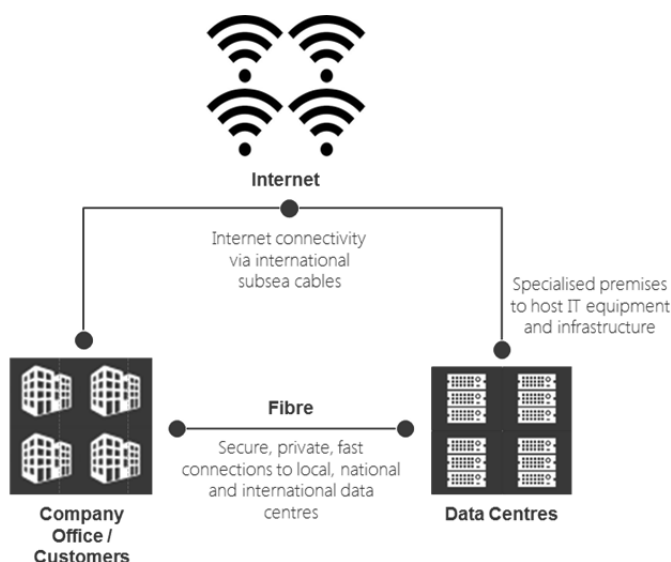 Internet
Internet connectivity
via international
subsea cables
Specialised premises
to host IT equipment
and infrastructure
Fibre
Secure, private, fast
connections to local, national
and international data
centres
Company
Office /
Customers
Data Centres